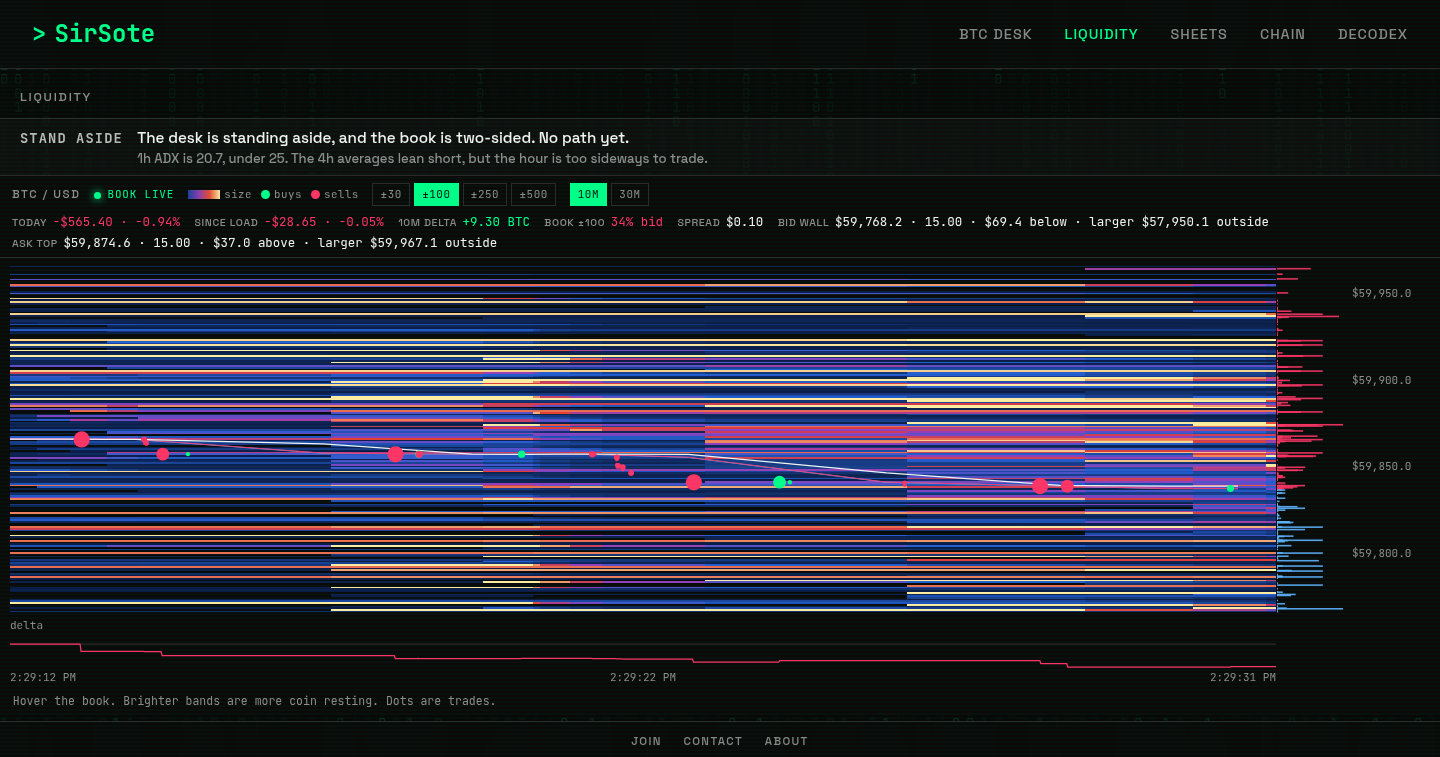 > SirSote
BTC DESK LIQUIDITY SHEETS CHAIN DECODEX
LIQUIDITY
STAND ASIDE The desk is standing aside, and the book is two-sided. No path yet.
1h ADX is 20.7, under 25. The 4h averages lean short, but the hour is too sideways to trade.
BTC / USD BOOK LIVE size buys sells ±30 ±100 ±250 ±500 10M 30M
TODAY -$565.40 · -0.94% SINCE LOAD -$28.65 · -0.05% 10M DELTA +9.30 BTC BOOK ±100 34% bid SPREAD $0.10 BID WALL $59,768.2 · 15.00 · $69.4 below · larger $57,950.1 outside
ASK TOP $59,874.6 · 15.00 · $37.0 above · larger $59,967.1 outside
$59,950.0
$59,900.0
$59,850.0
$59,800.0
delta
2:29:12 PM 2:29:22 PM 2:29:31 PM
Hover the book. Brighter bands are more coin resting. Dots are trades.
JOIN CONTACT ABOUT